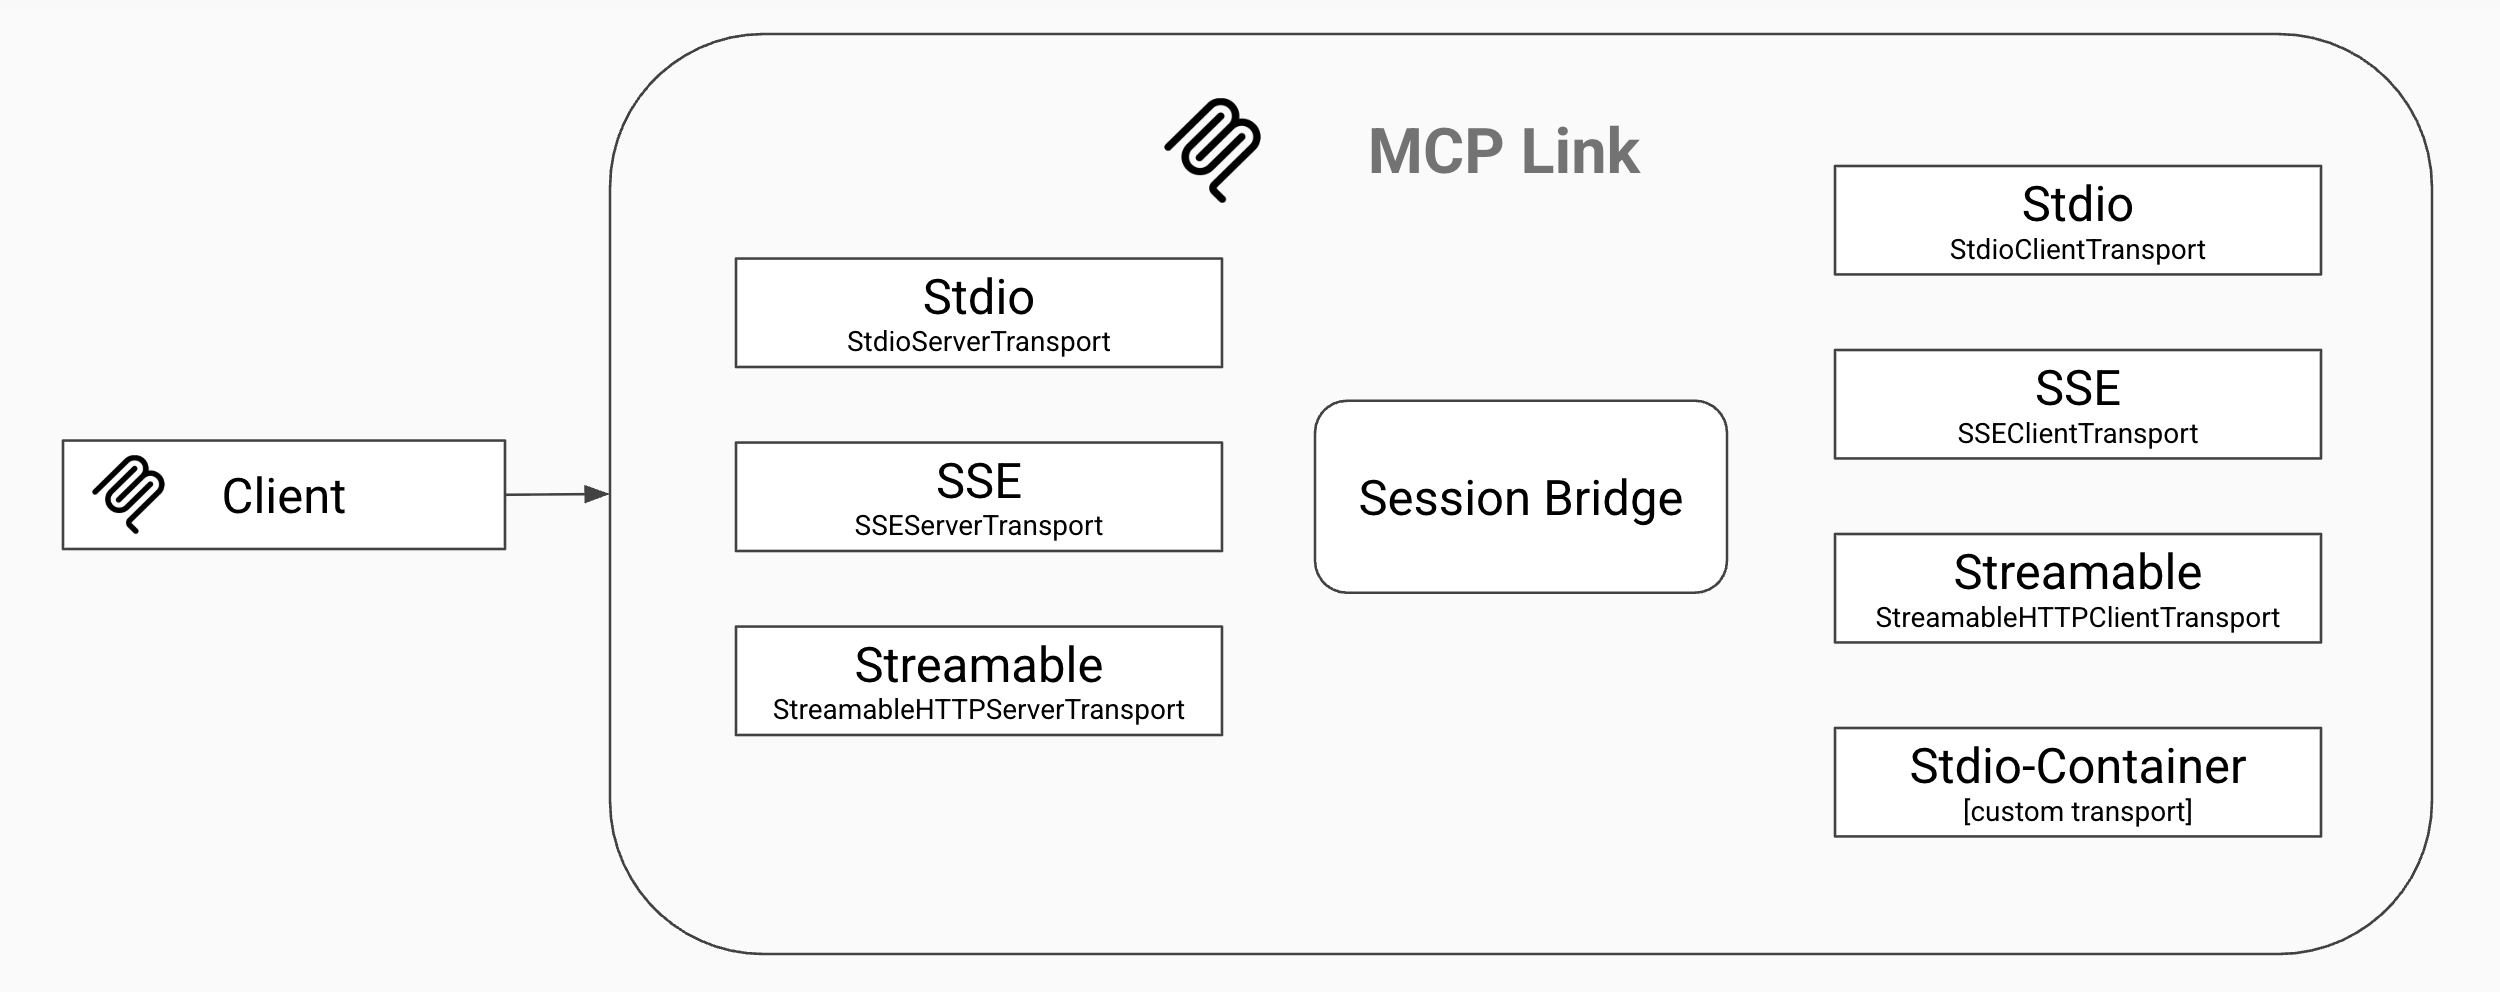 MCP Link
Client
Stdio
StdioServerTransport
SSE
SSEServerTransport
Streamable
StreamableHTTPServerTransport
Session Bridge
Stdio
StdioClientTransport
SSE
SSEClientTransport
Streamable
StreamableHTTPClientTransport
Stdio-Container
[custom transport]